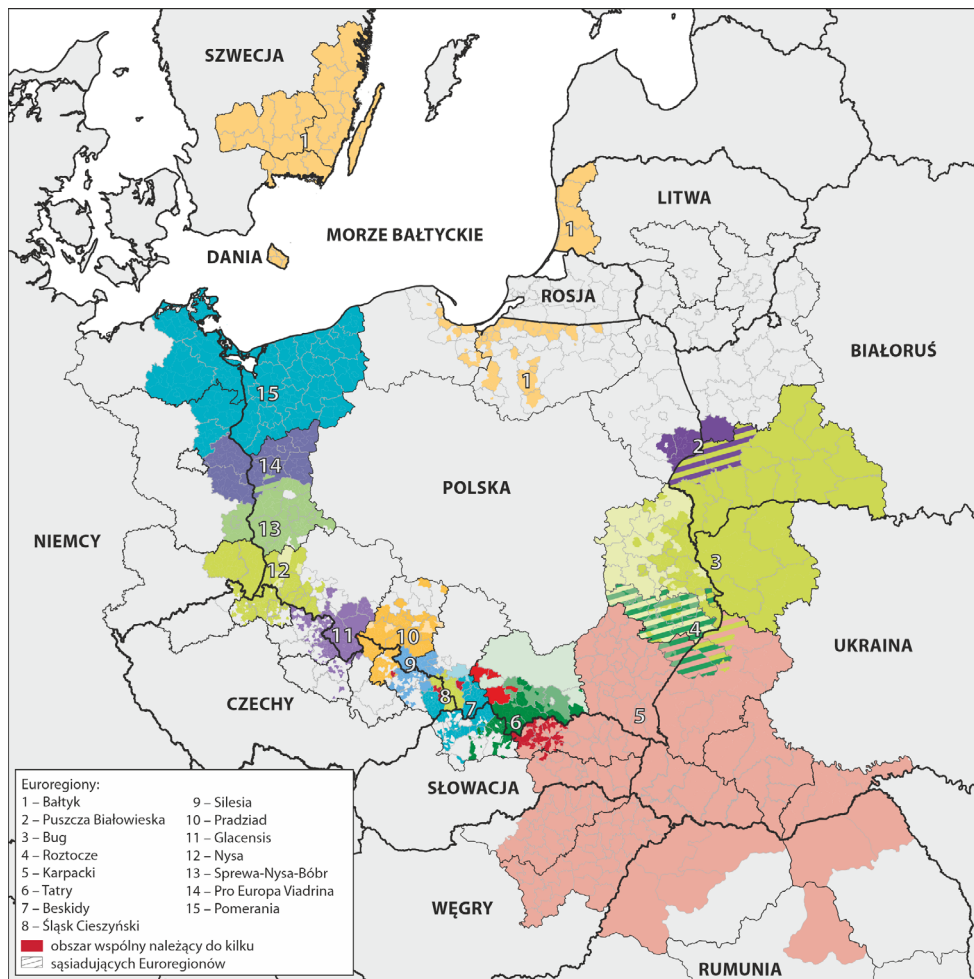 SZWECJA
1
LITWA
1
MORZE BAŁTYCKIE
DANIA
ROSJA
BIAŁORUŚ
1
15
2
14
POLSKA
13
NIEMCY
3
12
4
11
10
UKRAINA
9
8
7
CZECHY
6
5
SŁOWACJA
WĘGRY
RUMUNIA
Euroregiony:
1 – Bałtyk
2 – Puszcza Białowieska
3 – Bug
4 – Roztocze
5 – Karpacki
6 – Tatry
7 – Beskidy
8 – Śląsk Cieszyński
9 – Silesia
10 – Pradziad
11 – Glacensis
12 – Nysa
13 – Sprewa-Nysa-Bóbr
14 – Pro Europa Viadrina
15 – Pomerania
obszar wspólny należący do kilku
sąsiadujących Euroregionów